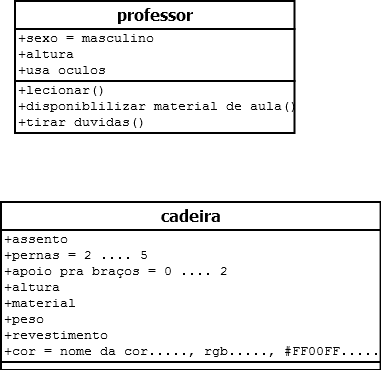 professor
+sexo = masculino
+altura
+usa oculos
+lecionar()
+disponiblilizar material de aula()
+tirar duvidas()
cadeira
+assento
+pernas = 2 .... 5
+apoio pra braços = 0 .... 2
+altura
+material
+peso
+revestimento
+cor = nome da cor....., rgb....., #FF00FF.....